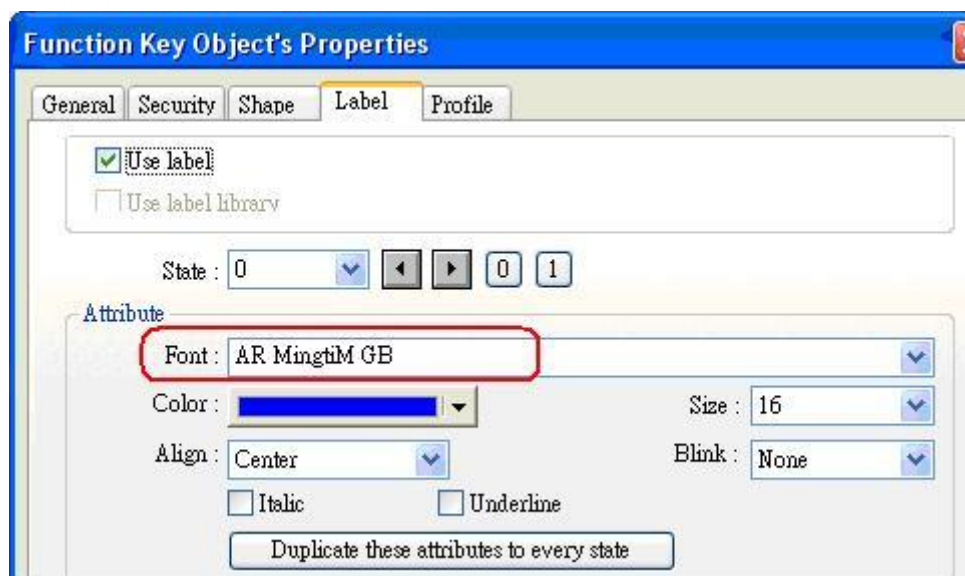 Function Key Object's Properties
General Security Shape Label Profile
Use label
Use label library
State : 0 0 1
Attribute
Font : AR MingtiM GB
Color : Size : 16
Align : Center Blink : None
Italic Underline
Duplicate these attributes to every state